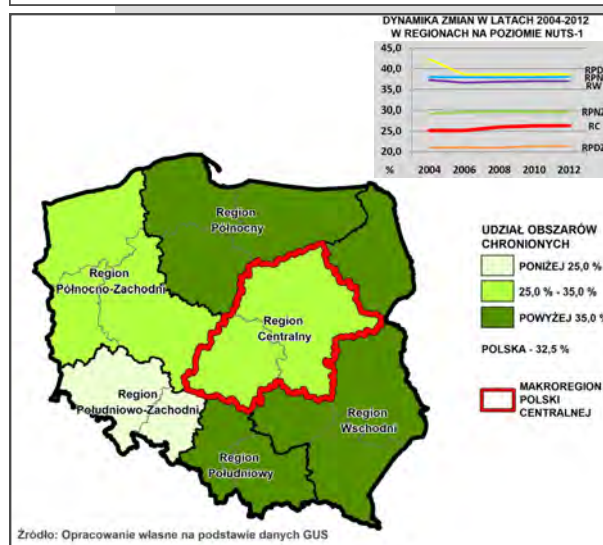 DYNAMIKA ZMIAN W LATACH 2004-2012
W REGIONACH NA POZIOMIE NUTS-1
45,0
40,0
35,0
30,0
25,0
20,0
%
2004
2006
2008
2010
2012
RPD
RPN
RW
RPNZ
RC
RPDZ
Region
Północny
Region
Północno-Zachodni
Region
Centralny
Region
Południowo-Zachodni
Region
Wschodni
Region
Południowy
UDZIAŁ OBSZARÓW
CHRONIONYCH
PONIŻEJ 25,0 %
25,0 % - 35,0 %
POWYŻEJ 35,0 %
POLSKA - 32,5 %
MAKROREGION
POLSKI
CENTRALNEJ
Źródło: Opracowanie własne na podstawie danych GUS